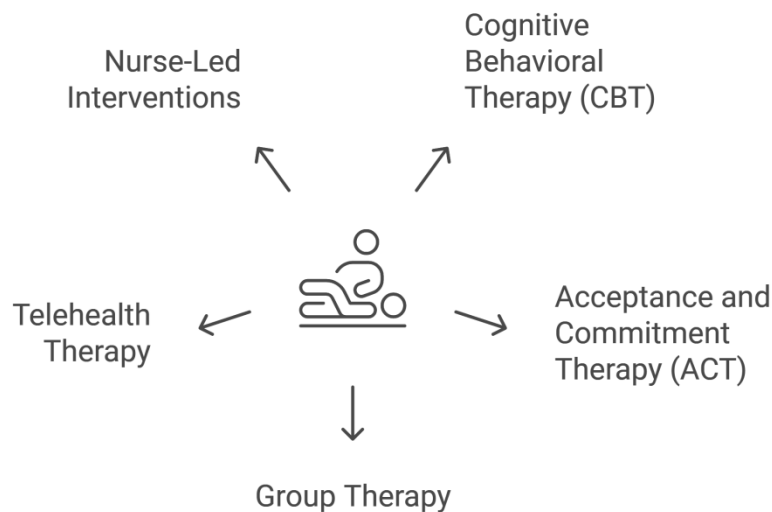 Nurse-Led
Interventions
Cognitive
Behavioral
Therapy (CBT)
Telehealth
Therapy
Acceptance and
Commitment
Therapy (ACT)
Group Therapy